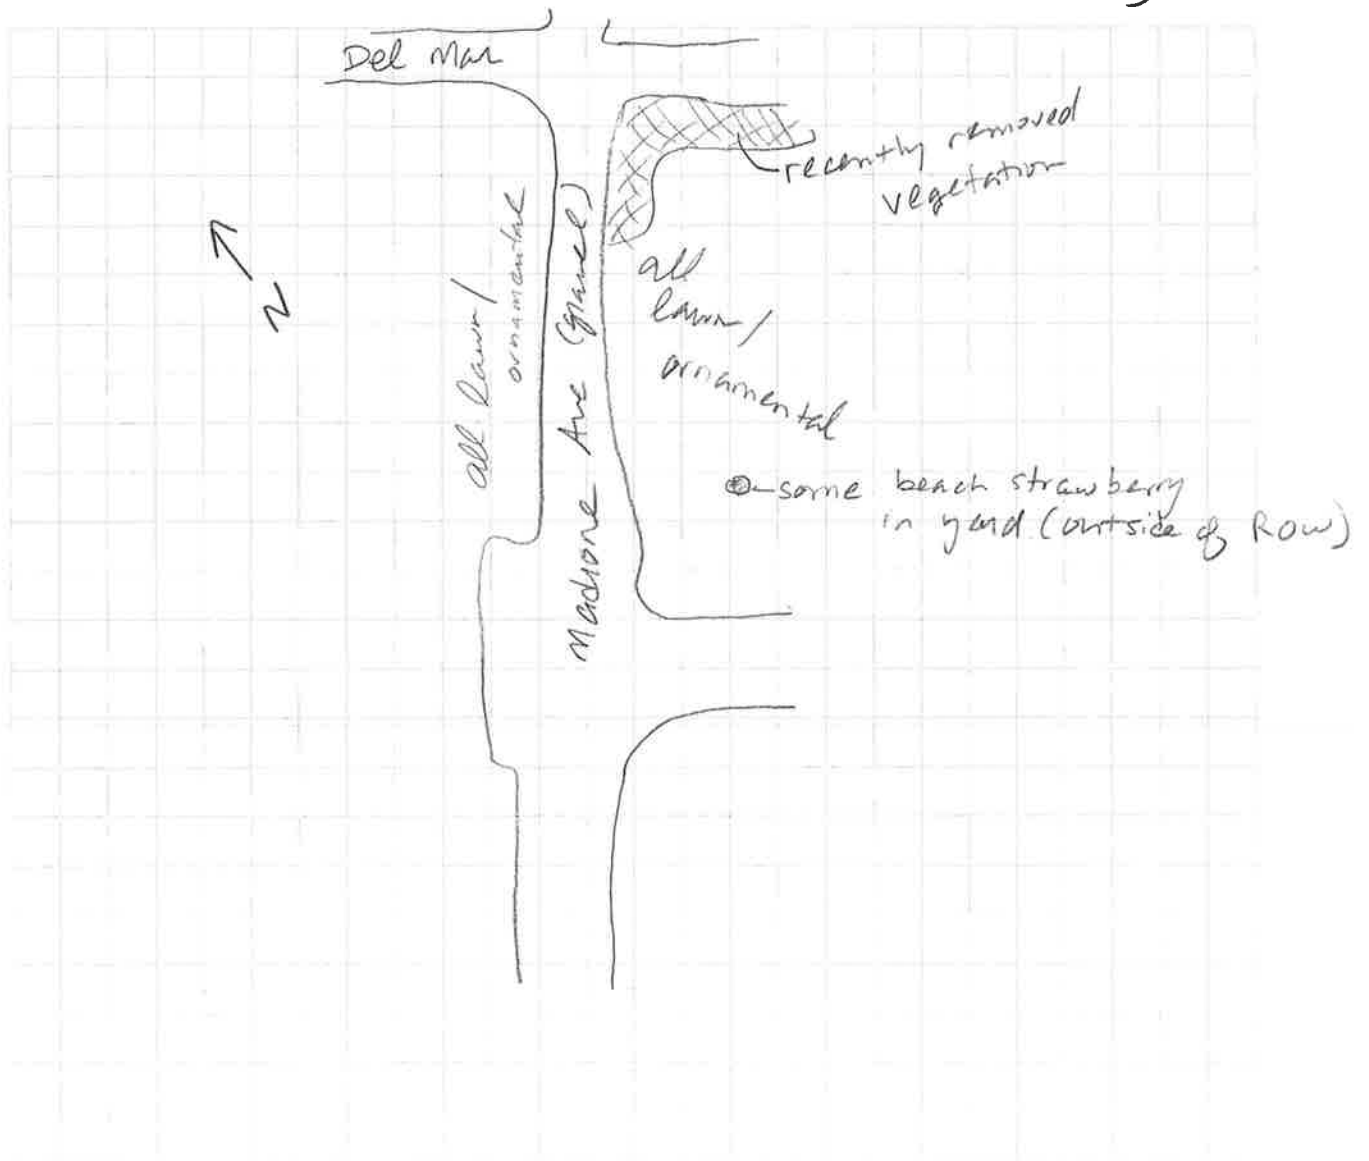 Del Mar
recently removed
vegetation
all lawn/
ornamental
Madrone Ave (gravel)
all
lawn/
ornamental
N
some beach strawberry
in yard (outside of ROW)